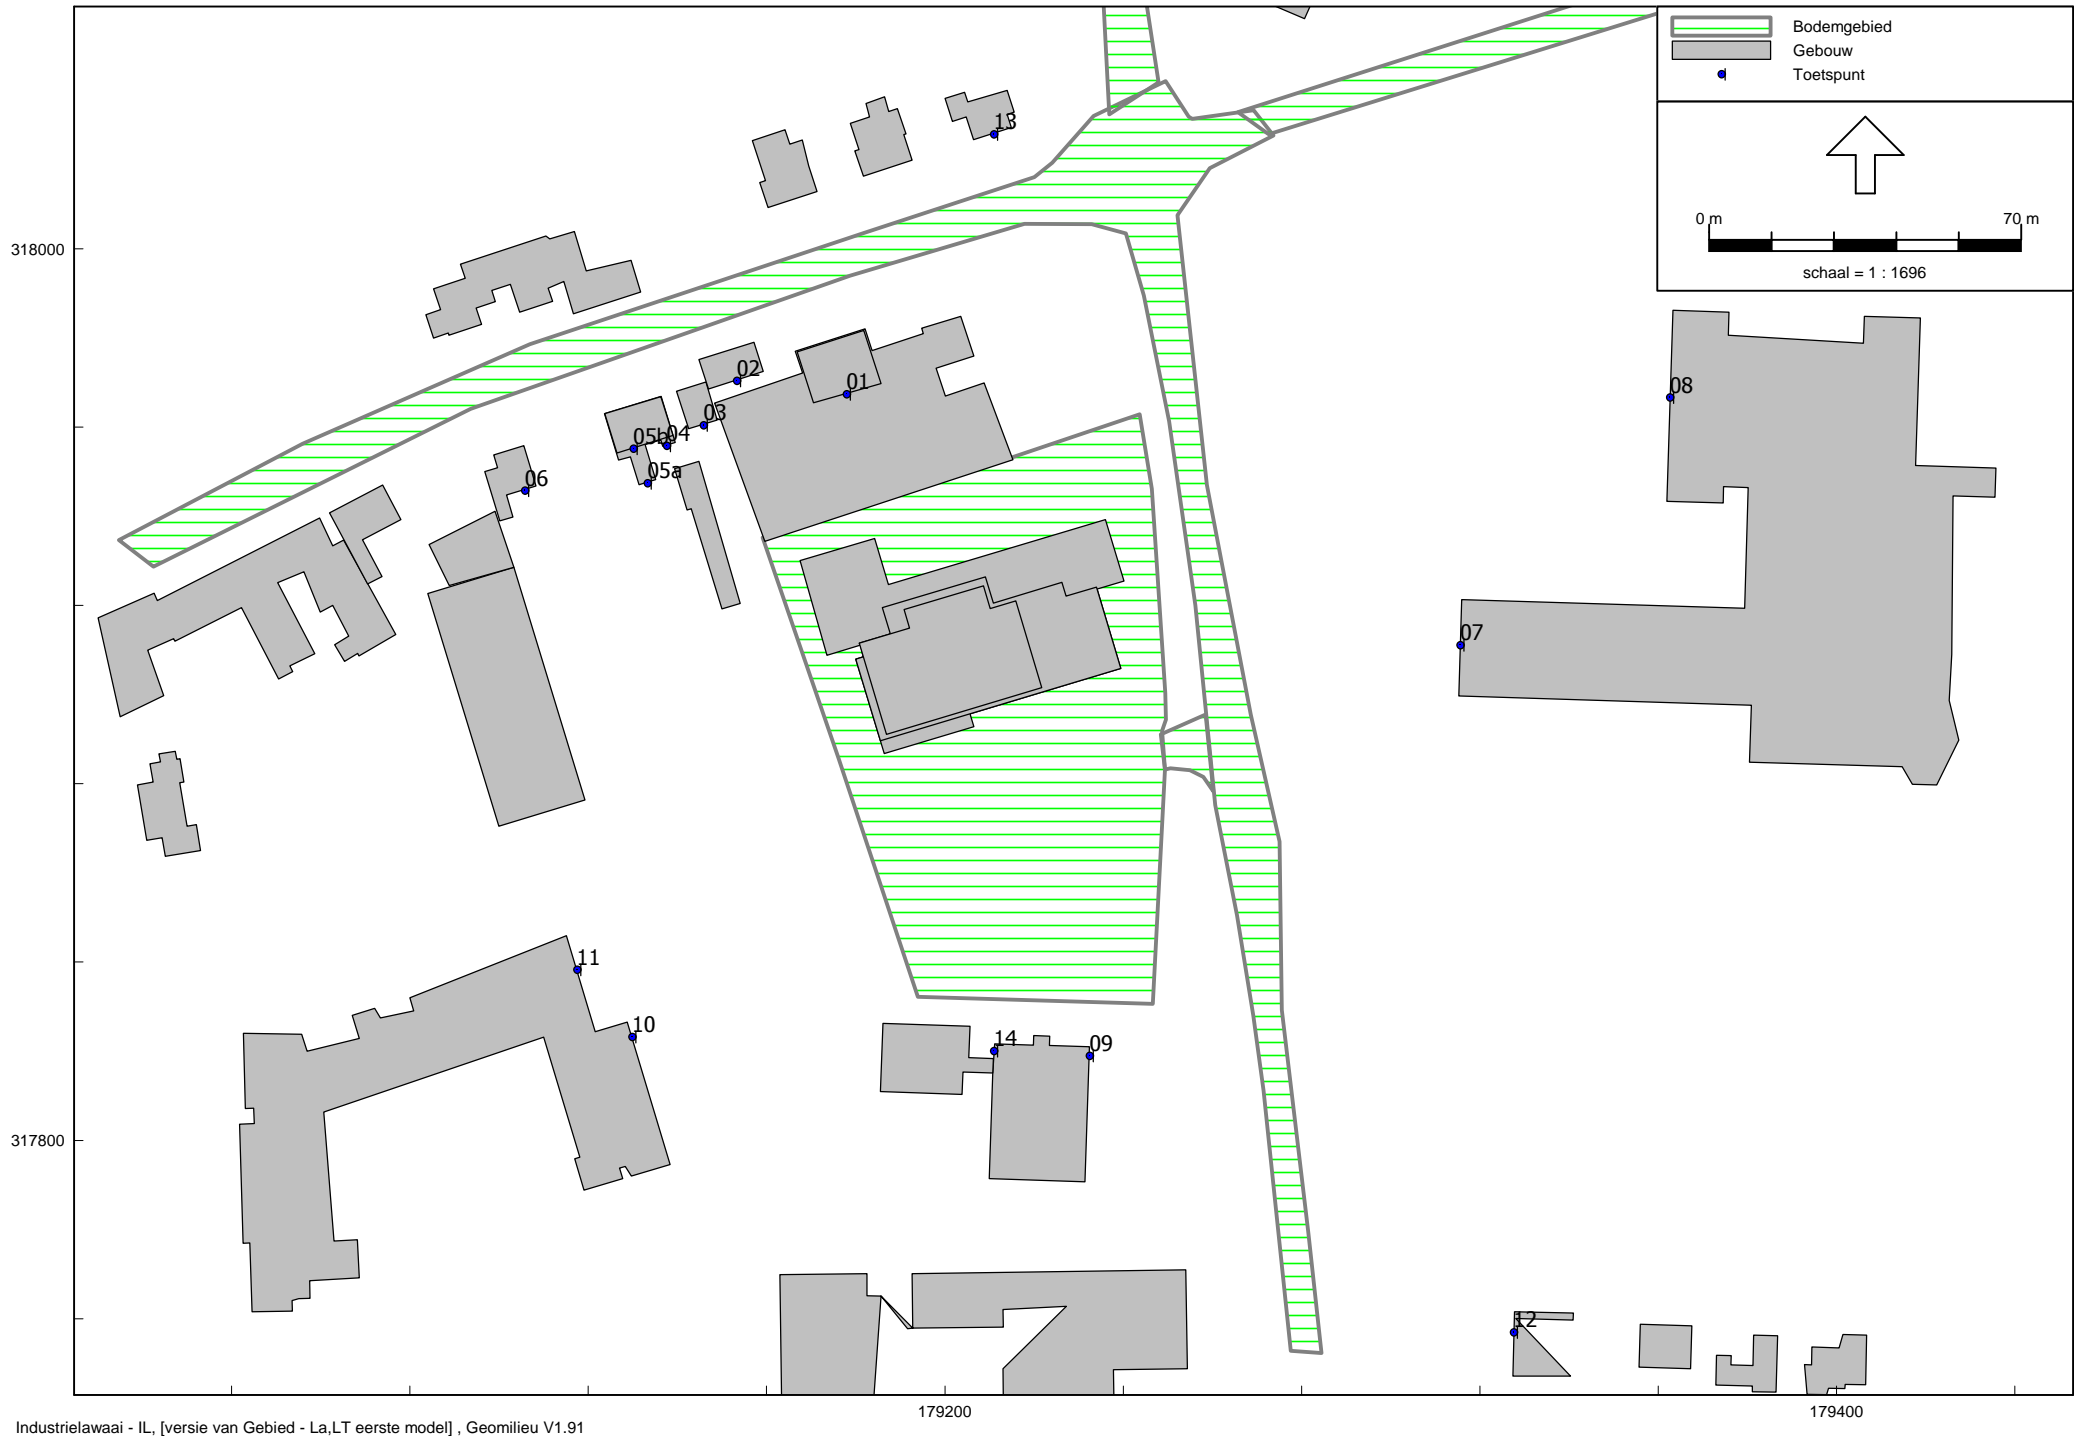 Bodemgebied
Gebouw
Toetspunt
0 m 70 m
schaal = 1 : 1696
13
318000
02
01
03
04
05b
05a
06
08
07
11
10
14
09
317800
12
179200
179400
Industrielawaai - IL, [versie van Gebied - La,LT eerste model] , Geomilieu V1.91